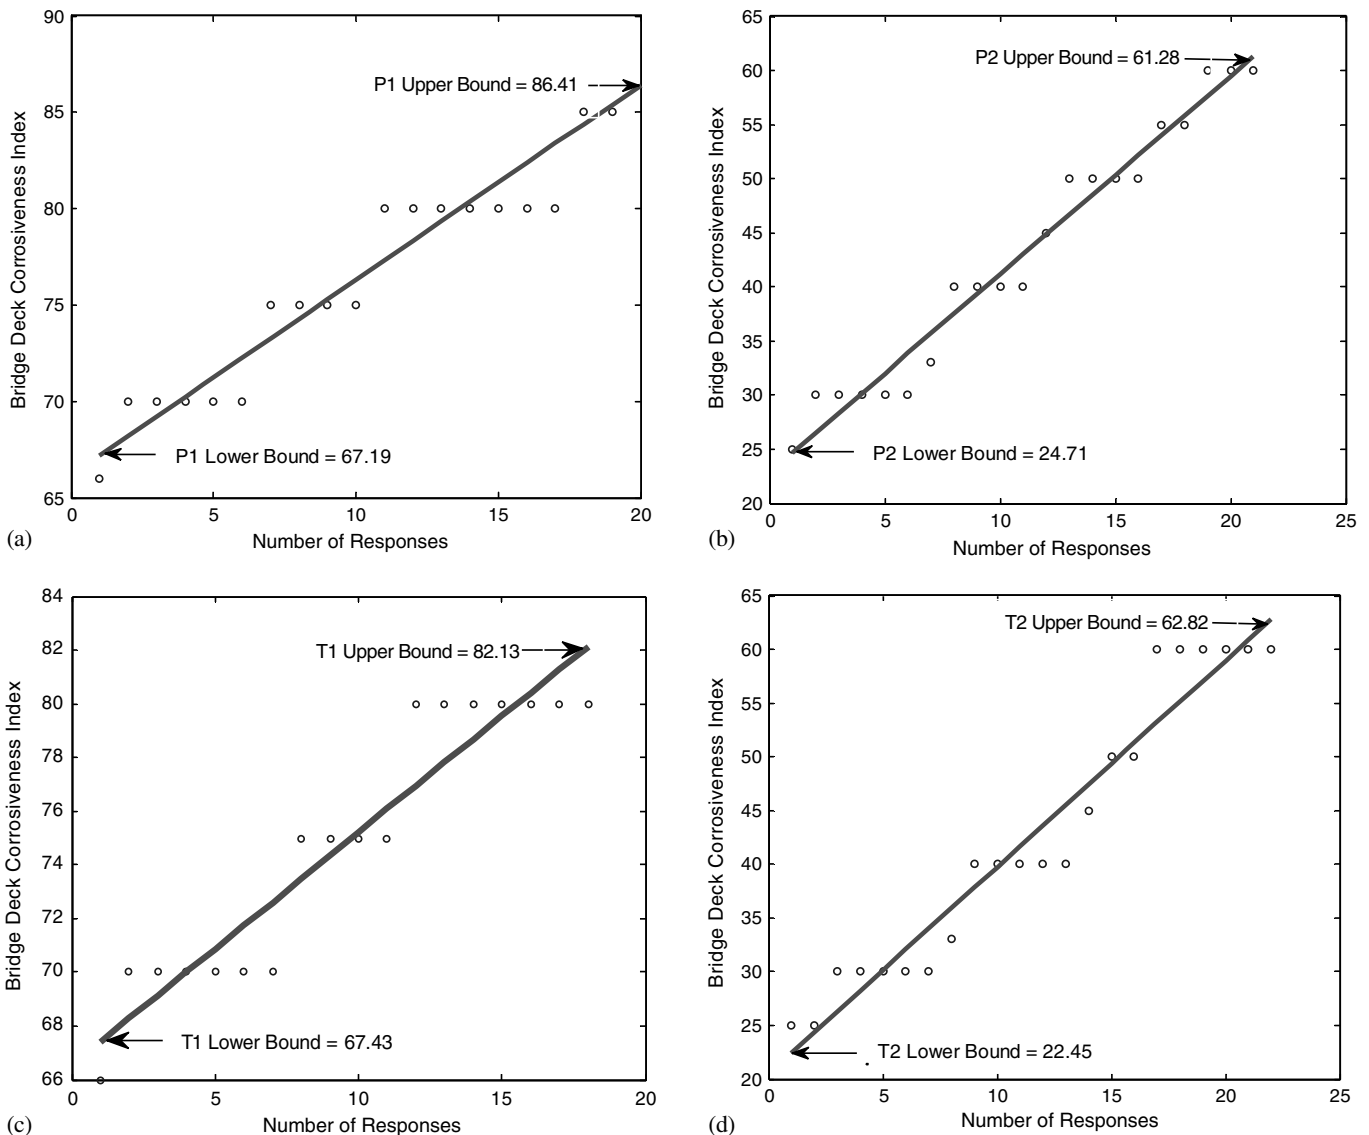 90
85
80
75
70
65
0 5 10 15 20
Bridge Deck Corrosiveness Index
Number of Responses
P1 Upper Bound = 86.41
P1 Lower Bound = 67.19
(a)
65
60
55
50
45
40
35
30
25
20
0 5 10 15 20 25
Bridge Deck Corrosiveness Index
Number of Responses
P2 Upper Bound = 61.28
P2 Lower Bound = 24.71
(b)
84
82
80
78
76
74
72
70
68
66
0 5 10 15 20
Bridge Deck Corrosiveness Index
Number of Responses
T1 Upper Bound = 82.13
T1 Lower Bound = 67.43
(c)
65
60
55
50
45
40
35
30
25
20
0 5 10 15 20 25
Bridge Deck Corrosiveness Index
Number of Responses
T2 Upper Bound = 62.82
T2 Lower Bound = 22.45
(d)